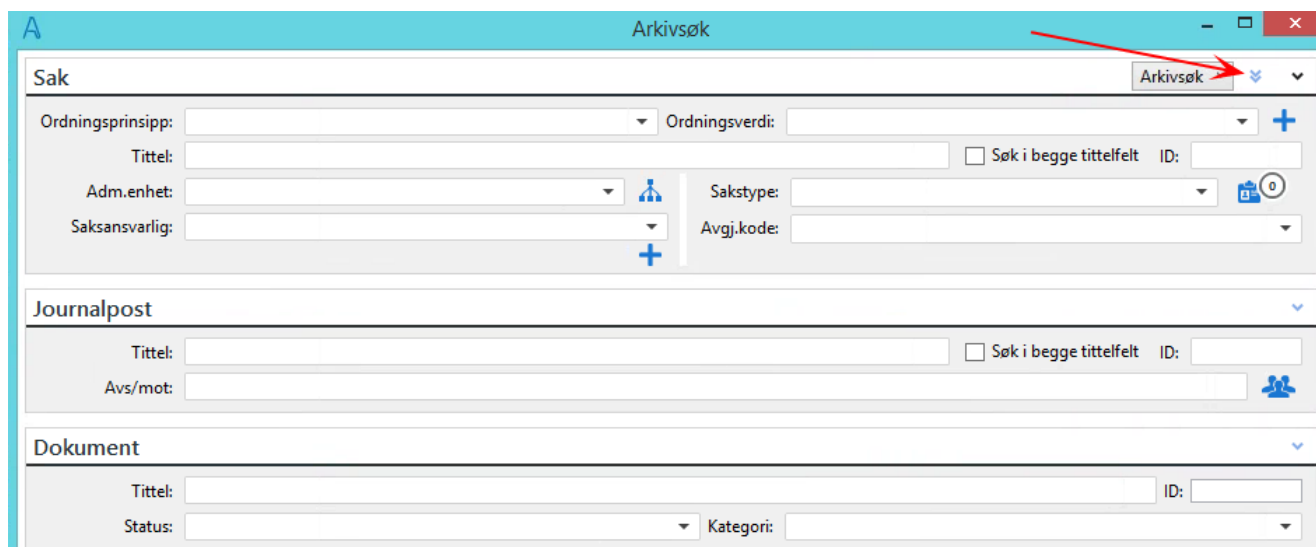 Arkivsøk
Sak Arkivsøk
Ordningsprinsipp: Ordningsverdi:
Tittel: Søk i begge tittelfelt ID:
Adm.enhet: Sakstype: 0
Saksansvarlig: Avgj.kode:
Journalpost
Tittel: Søk i begge tittelfelt ID:
Avs/mot:
Dokument
Tittel: ID:
Status: Kategori: